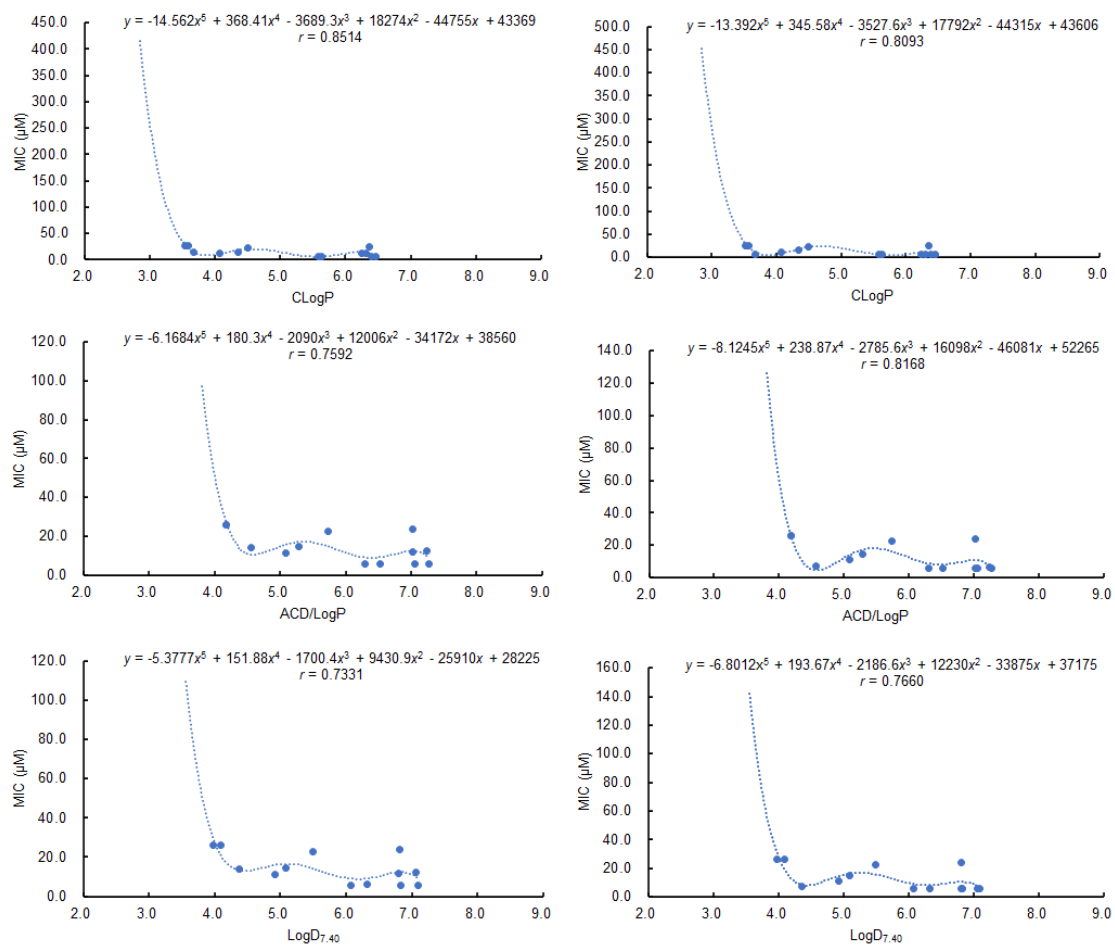 y = -14.562x⁵ + 368.41x⁴ - 3689.3x³ + 18274x² - 44755x + 43369
r = 0.8514
450.0
400.0
350.0
300.0
250.0
200.0
150.0
100.0
50.0
0.0
MIC (µM)
2.0 3.0 4.0 5.0 6.0 7.0 8.0 9.0
CLogP
y = -13.392x⁵ + 345.58x⁴ - 3527.6x³ + 17792x² - 44315x + 43606
r = 0.8093
500.0
450.0
400.0
350.0
300.0
250.0
200.0
150.0
100.0
50.0
0.0
MIC (µM)
2.0 3.0 4.0 5.0 6.0 7.0 8.0 9.0
CLogP
y = -6.1684x⁵ + 180.3x⁴ - 2090x³ + 12006x² - 34172x + 38560
r = 0.7592
120.0
100.0
80.0
60.0
40.0
20.0
0.0
MIC (µM)
2.0 3.0 4.0 5.0 6.0 7.0 8.0 9.0
ACD/LogP
y = -8.1245x⁵ + 238.87x⁴ - 2785.6x³ + 16098x² - 46081x + 52265
r = 0.8168
140.0
120.0
100.0
80.0
60.0
40.0
20.0
0.0
MIC (µM)
2.0 3.0 4.0 5.0 6.0 7.0 8.0 9.0
ACD/LogP
y = -5.3777x⁵ + 151.88x⁴ - 1700.4x³ + 9430.9x² - 25910x + 28225
r = 0.7331
120.0
100.0
80.0
60.0
40.0
20.0
0.0
MIC (µM)
2.0 3.0 4.0 5.0 6.0 7.0 8.0 9.0
LogD₇.₄₀
y = -6.8012x⁵ + 193.67x⁴ - 2186.6x³ + 12230x² - 33875x + 37175
r = 0.7660
160.0
140.0
120.0
100.0
80.0
60.0
40.0
20.0
0.0
MIC (µM)
2.0 3.0 4.0 5.0 6.0 7.0 8.0 9.0
LogD₇.₄₀